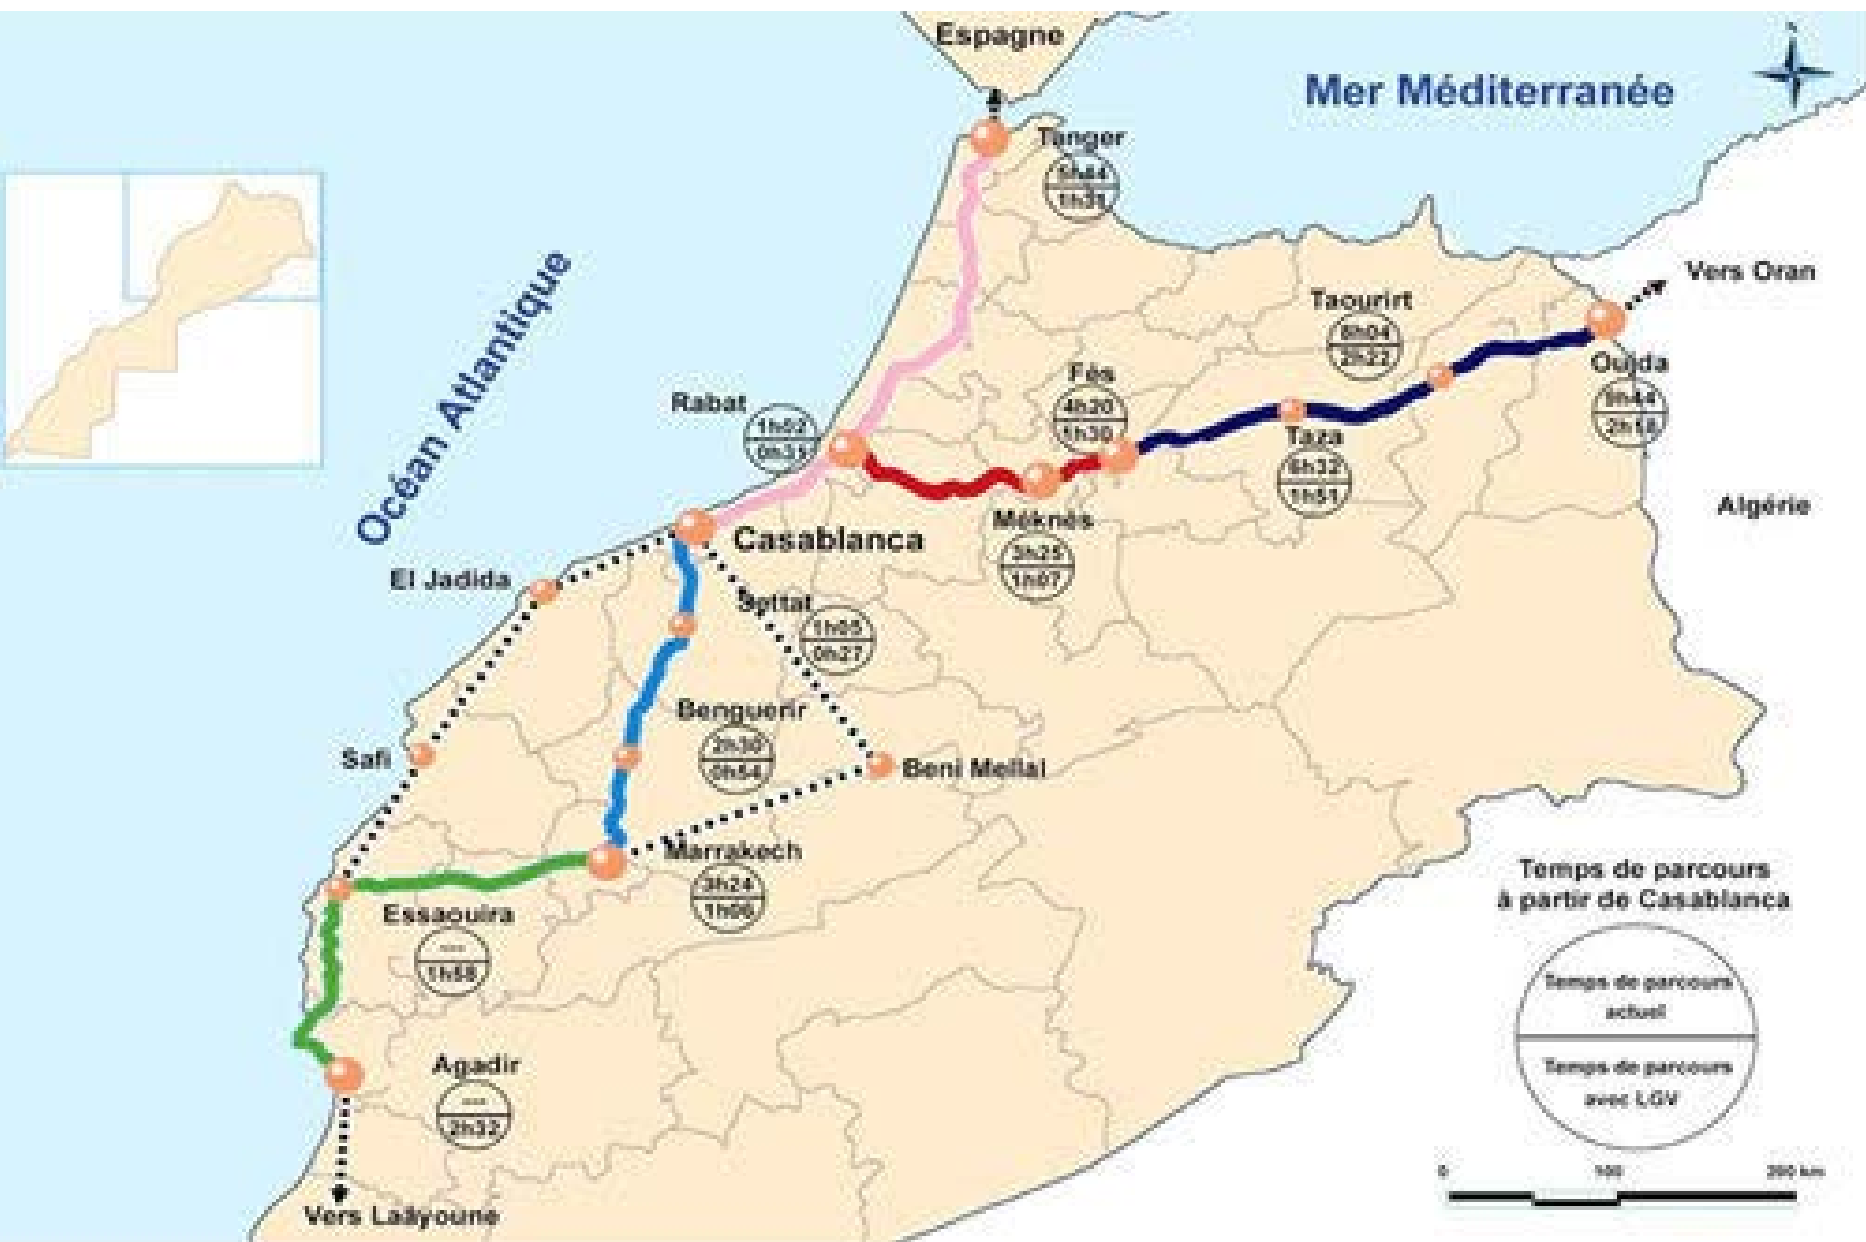 Espagne
Mer Méditerranée
N
Tanger
5h44
1h31
Océan Atlantique
Vers Oran
Taourirt
8h04
2h22
Oujda
9h44
Fès
4h20
1h30
Rabat
1h02
0h31
Taza
6h32
1h51
Algérie
Méknès
3h25
1h07
Casablanca
El Jadida
Settat
1h05
0h27
Benguerir
2h30
0h54
Safi
Beni Mellal
Marrakech
3h24
1h06
Essaouira
---
1h58
Agadir
---
2h32
Vers Laâyoune
Temps de parcours
à partir de Casablanca
Temps de parcours
actuel
Temps de parcours
avec LGV
0 100 200 km